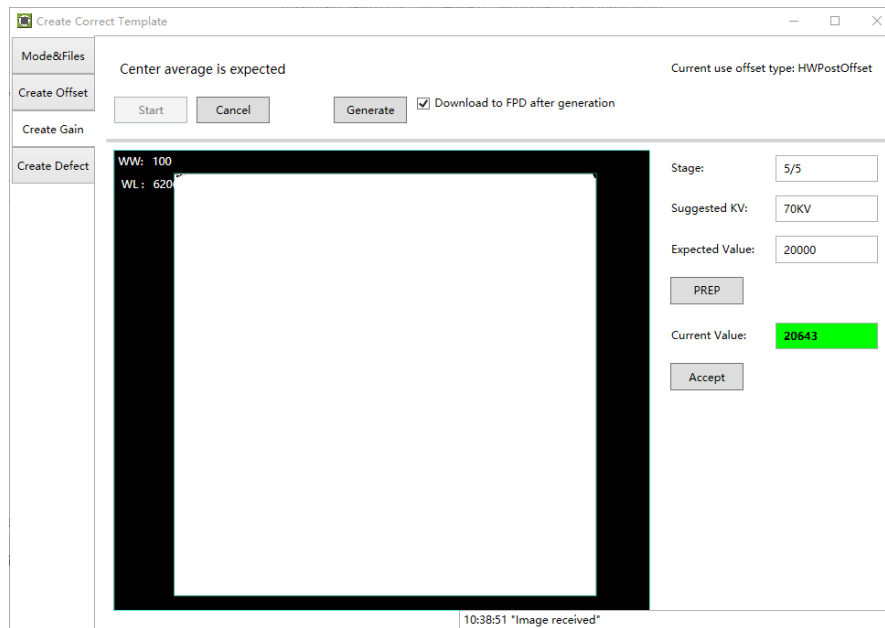 Create Correct Template
Mode&Files
Create Offset
Create Gain
Create Defect
Center average is expected
Current use offset type: HWPostOffset
Start
Cancel
Generate
Download to FPD after generation
WW: 100
WL: 620
Stage:
5/5
Suggested KV:
70KV
Expected Value:
20000
PREP
Current Value:
20643
Accept
10:38:51 "Image received"